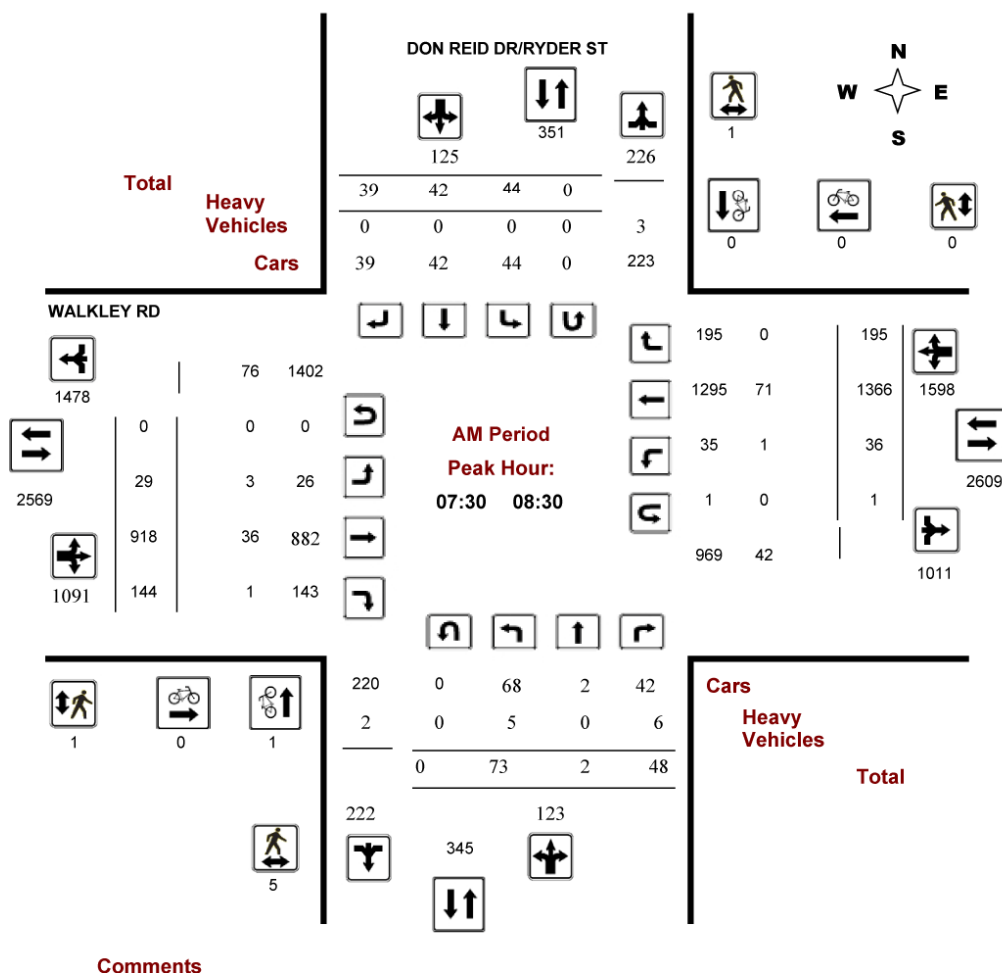 DON REID DR/RYDER ST
N
W E
S
351
1
125 226
Total
39 42 44 0
Heavy
Vehicles
0 0 0 0 3
0 0 0
Cars
39 42 44 0 223
WALKLEY RD
195 0 195
76 1402
1478
1295 71 1366 1598
0 0 0
AM Period
35 1 36
Peak Hour:
29 3 26
2569
07:30 08:30
2609
1 0 1
918 36 882
969 42
1011
1091
144 1 143
220 0 68 2 42
Cars
2 0 5 0 6
Heavy
Vehicles
1 0 1
0 73 2 48
Total
222 123
345
5
Comments